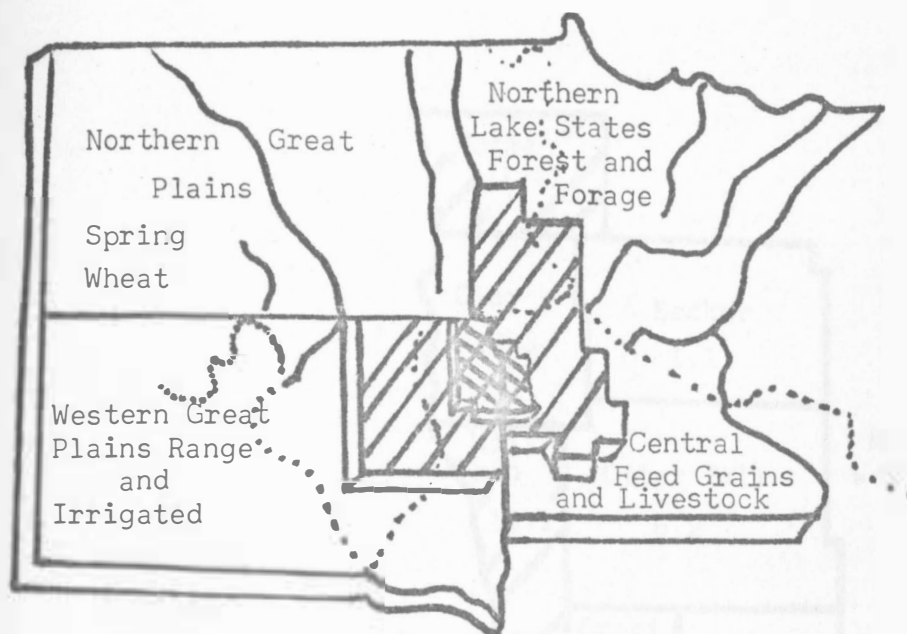 Northern Great
Plains
Spring
Wheat
Northern
Lake States
Forest and
Forage
Western Great
Plains Range
and
Irrigated
Central
Feed Grains
and Livestock